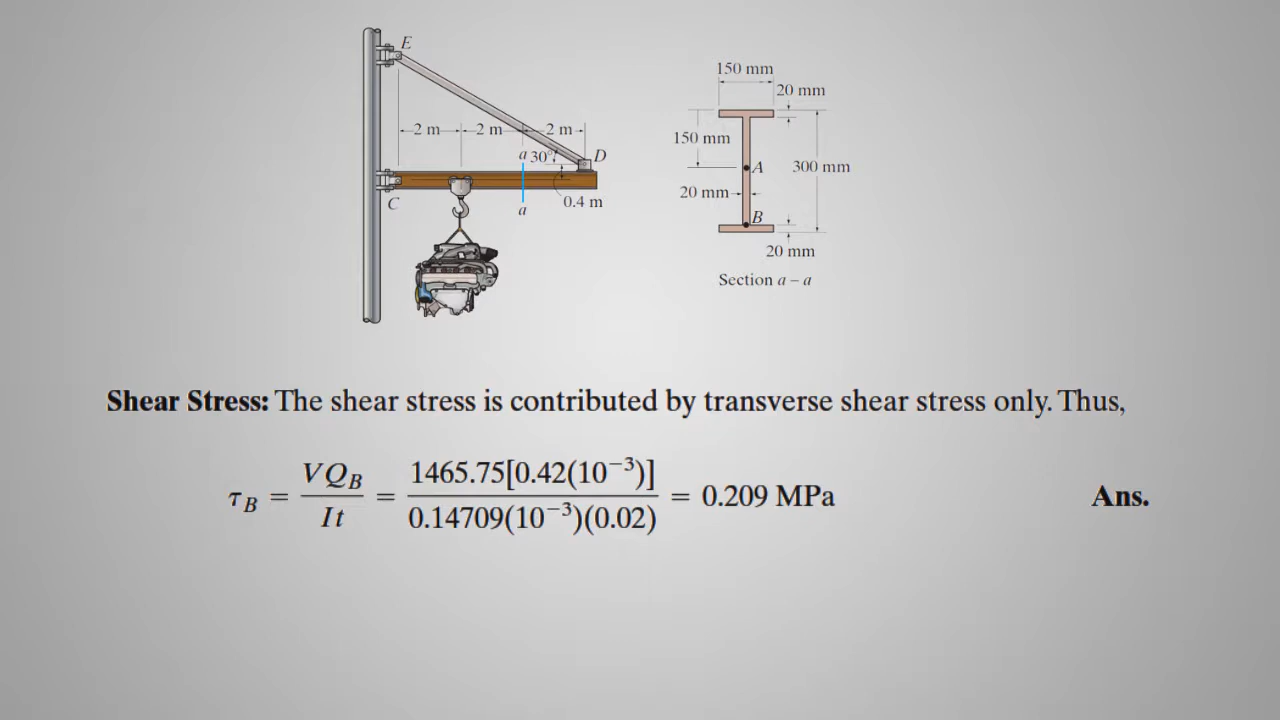 E
150 mm
20 mm
2 m 2 m 2 m
150 mm
a 30° D
A 300 mm
20 mm
C a 0.4 m
B
20 mm
Section a – a
Shear Stress: The shear stress is contributed by transverse shear stress only. Thus,
τB = VQB / It = 1465.75[0.42(10⁻³)] / 0.14709(10⁻³)(0.02) = 0.209 MPa Ans.